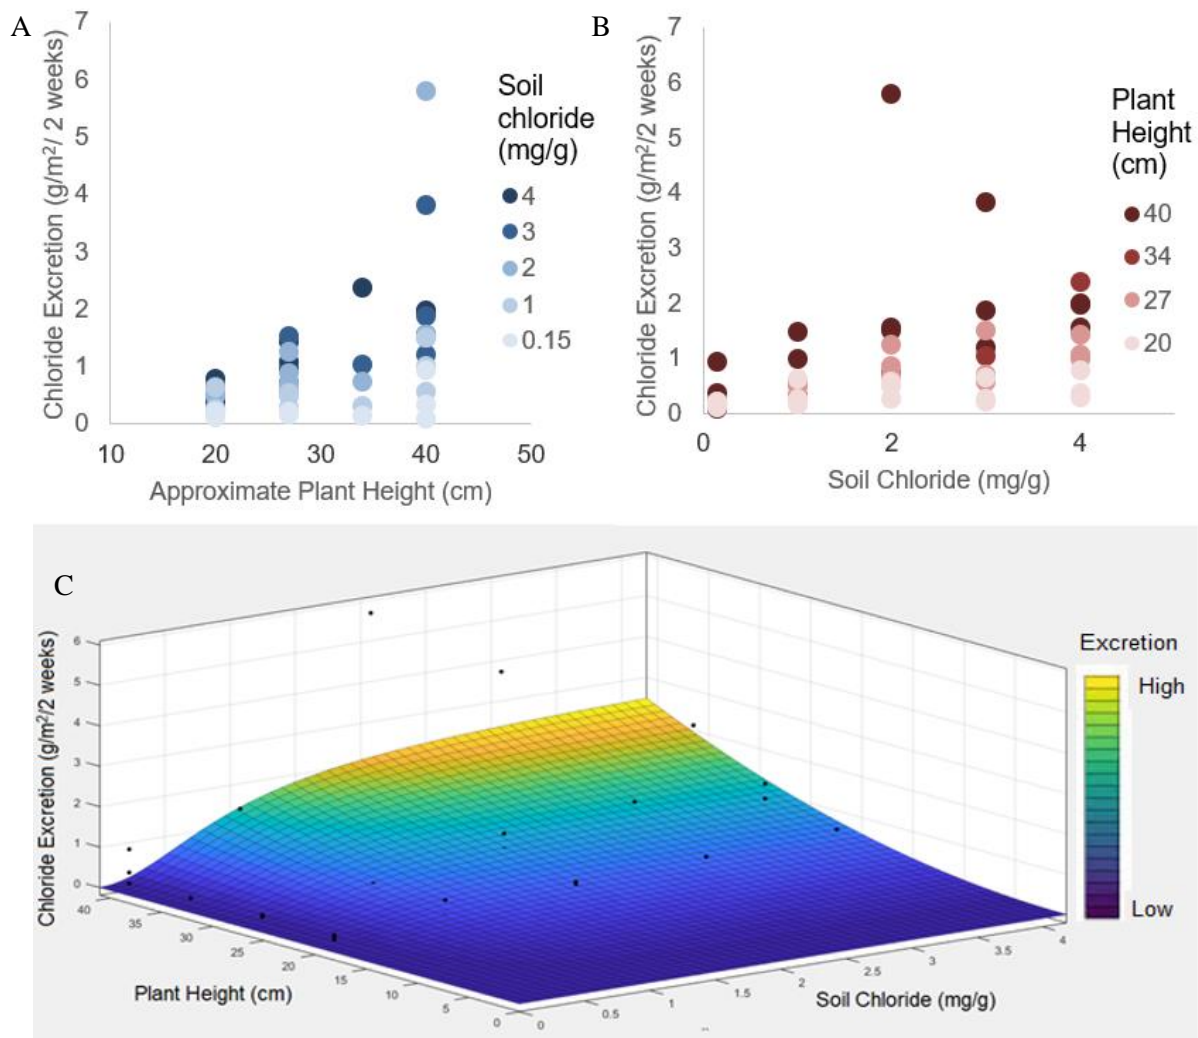 A
Chloride Excretion (g/m²/ 2 weeks)
7
6
5
4
3
2
1
0
10 20 30 40 50
Approximate Plant Height (cm)
Soil
chloride
(mg/g)
4
3
2
1
0.15
B
Chloride Excretion (g/m²/2 weeks)
7
6
5
4
3
2
1
0
0 2 4
Soil Chloride (mg/g)
Plant
Height
(cm)
40
34
27
20
C
Chloride Excretion (g/m²/2 weeks)
6
5
4
3
2
1
0
40
35
30
25
20
15
10
5
0
Plant Height (cm)
0
0.5
1
1.5
2
2.5
3
3.5
4
Soil Chloride (mg/g)
Excretion
High
Low